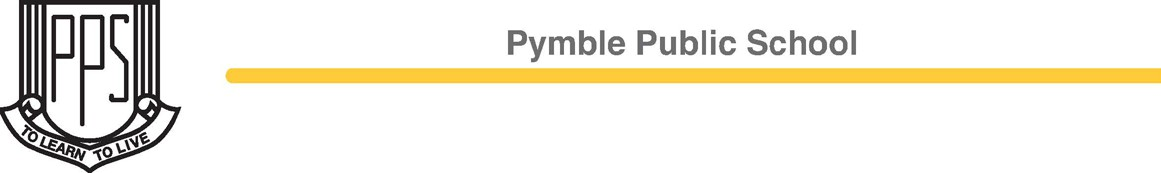 PPS
TO LEARN TO LIVE
Pymble Public School